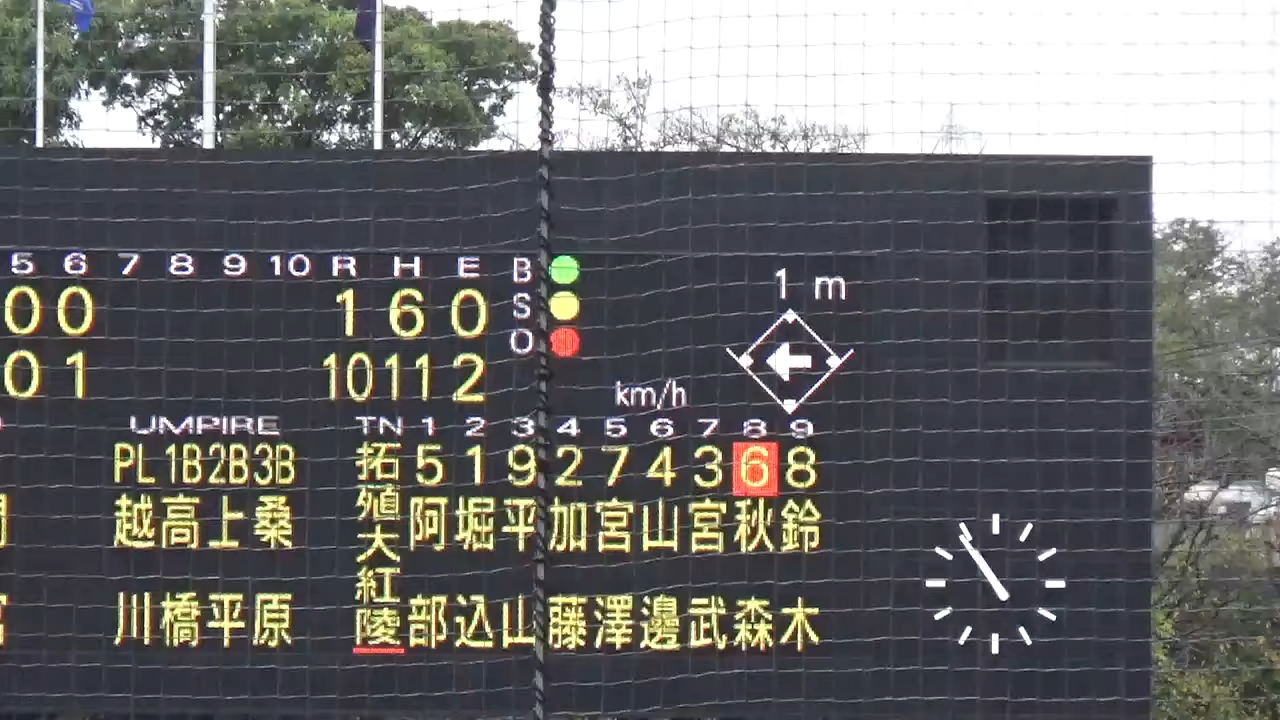 5 6 7 8 9 10 R H E B
0 0 1 6 0 S
0 1 10 11 2 O
1 m
km/h
UMPIRE TN 1 2 3 4 5 6 7 8 9
PL 1B 2B 3B 5 1 9 2 7 4 3 6 8
越川 高橋 上平 桑原
拓殖大紅陵
阿部 堀込 平山 加藤 宮澤 山邊 宮武 秋森 鈴木